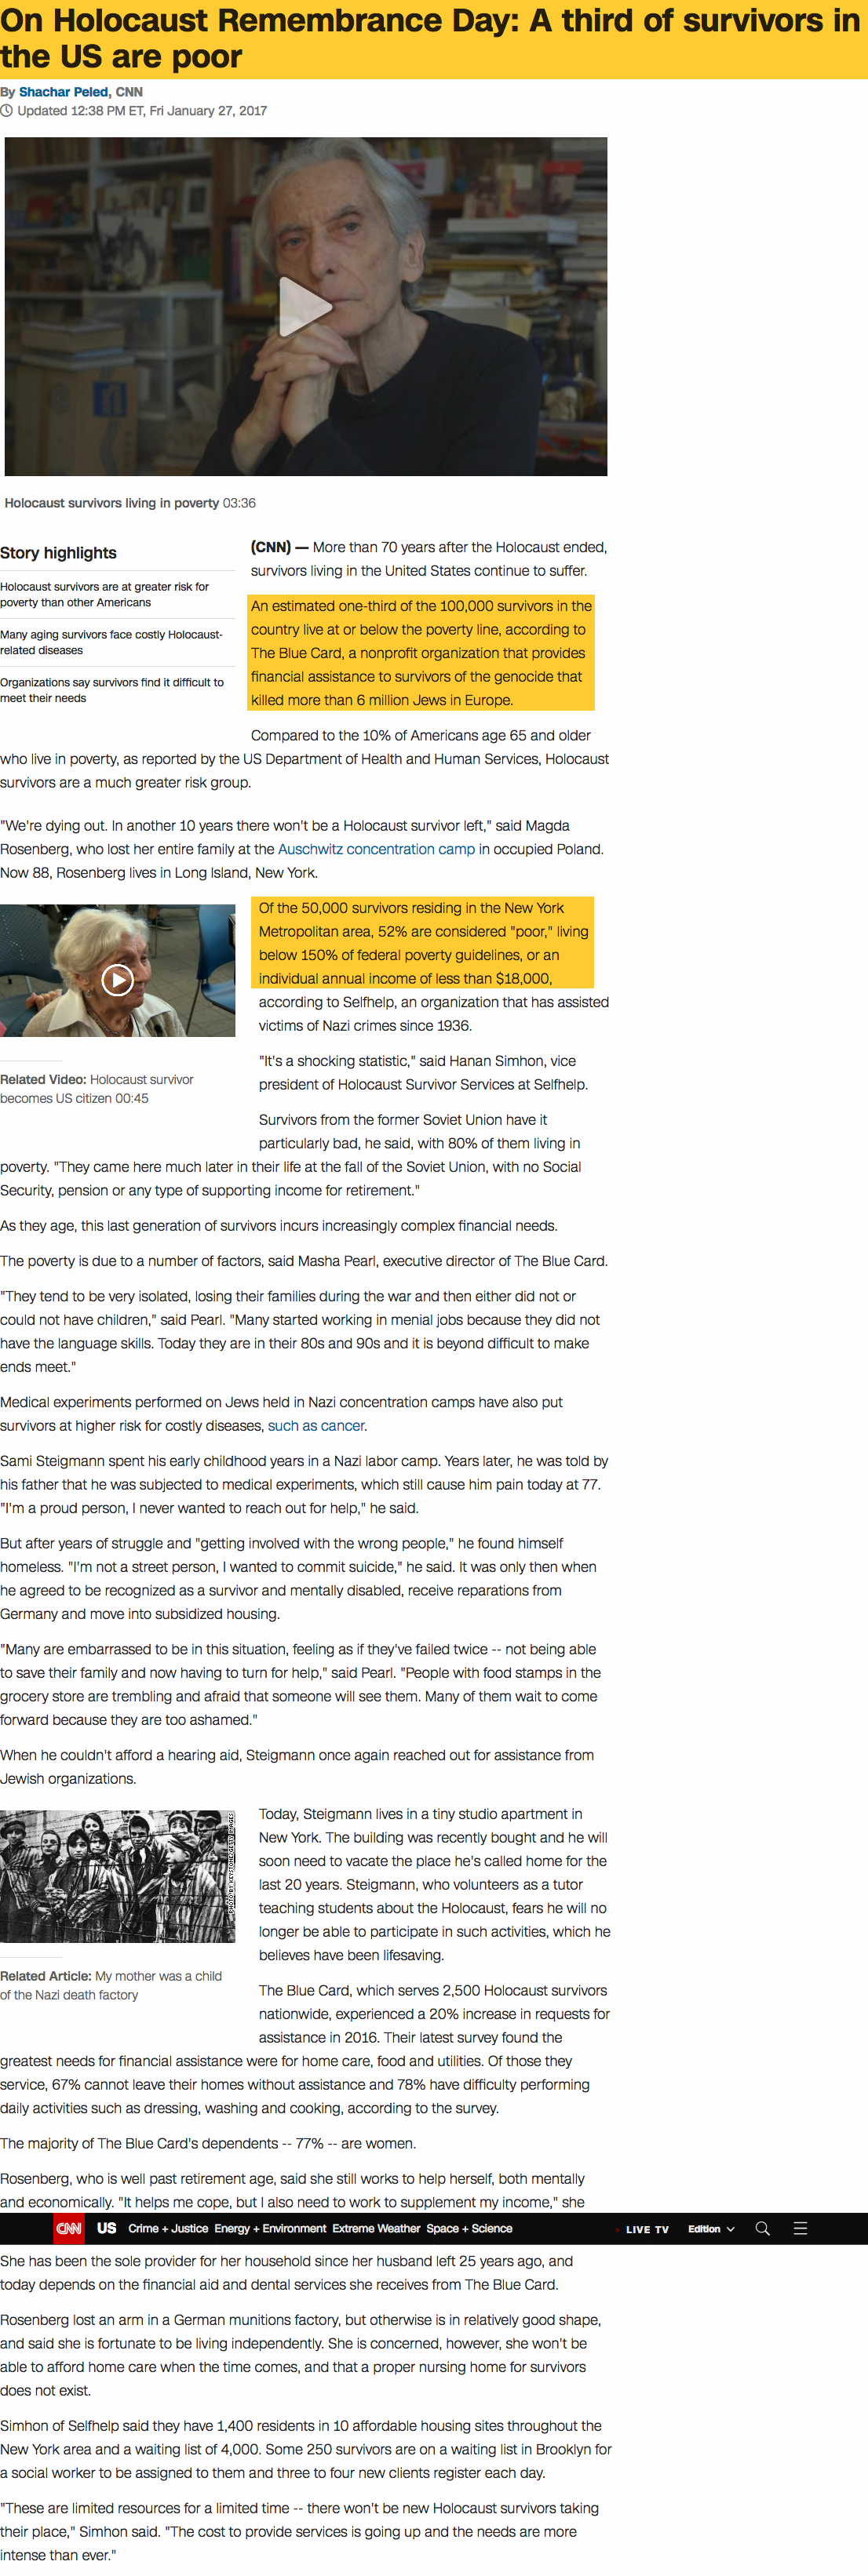 On Holocaust Remembrance Day: A third of survivors in
the US are poor
By Shachar Peled, CNN
Updated 12:38 PM ET, Fri January 27, 2017
Holocaust survivors living in poverty 03:36
Story highlights
Holocaust survivors are at greater risk for
poverty than other Americans
Many aging survivors face costly Holocaust-
related diseases
Organizations say survivors find it difficult to
meet their needs
(CNN) — More than 70 years after the Holocaust ended,
survivors living in the United States continue to suffer.
An estimated one-third of the 100,000 survivors in the
country live at or below the poverty line, according to
The Blue Card, a nonprofit organization that provides
financial assistance to survivors of the genocide that
killed more than 6 million Jews in Europe.
Compared to the 10% of Americans age 65 and older
who live in poverty, as reported by the US Department of Health and Human Services, Holocaust
survivors are a much greater risk group.
"We're dying out. In another 10 years there won't be a Holocaust survivor left," said Magda
Rosenberg, who lost her entire family at the Auschwitz concentration camp in occupied Poland.
Now 88, Rosenberg lives in Long Island, New York.
Related Video: Holocaust survivor
becomes US citizen 00:45
Of the 50,000 survivors residing in the New York
Metropolitan area, 52% are considered "poor," living
below 150% of federal poverty guidelines, or an
individual annual income of less than $18,000,
according to Selfhelp, an organization that has assisted
victims of Nazi crimes since 1936.
"It's a shocking statistic," said Hanan Simhon, vice
president of Holocaust Survivor Services at Selfhelp.
Survivors from the former Soviet Union have it
particularly bad, he said, with 80% of them living in
poverty. "They came here much later in their life at the fall of the Soviet Union, with no Social
Security, pension or any type of supporting income for retirement."
As they age, this last generation of survivors incurs increasingly complex financial needs.
The poverty is due to a number of factors, said Masha Pearl, executive director of The Blue Card.
"They tend to be very isolated, losing their families during the war and then either did not or
could not have children," said Pearl. "Many started working in menial jobs because they did not
have the language skills. Today they are in their 80s and 90s and it is beyond difficult to make
ends meet."
Medical experiments performed on Jews held in Nazi concentration camps have also put
survivors at higher risk for costly diseases, such as cancer.
Sami Steigmann spent his early childhood years in a Nazi labor camp. Years later, he was told by
his father that he was subjected to medical experiments, which still cause him pain today at 77.
"I'm a proud person, I never wanted to reach out for help," he said.
But after years of struggle and "getting involved with the wrong people," he found himself
homeless. "I'm not a street person, I wanted to commit suicide," he said. It was only then when
he agreed to be recognized as a survivor and mentally disabled, receive reparations from
Germany and move into subsidized housing.
"Many are embarrassed to be in this situation, feeling as if they've failed twice -- not being able
to save their family and now having to turn for help," said Pearl. "People with food stamps in the
grocery store are trembling and afraid that someone will see them. Many of them wait to come
forward because they are too ashamed."
When he couldn't afford a hearing aid, Steigmann once again reached out for assistance from
Jewish organizations.
Related Article: My mother was a child
of the Nazi death factory
Today, Steigmann lives in a tiny studio apartment in
New York. The building was recently bought and he will
soon need to vacate the place he's called home for the
last 20 years. Steigmann, who volunteers as a tutor
teaching students about the Holocaust, fears he will no
longer be able to participate in such activities, which he
believes have been lifesaving.
The Blue Card, which serves 2,500 Holocaust survivors
nationwide, experienced a 20% increase in requests for
assistance in 2016. Their latest survey found the
greatest needs for financial assistance were for home care, food and utilities. Of those they
service, 67% cannot leave their homes without assistance and 78% have difficulty performing
daily activities such as dressing, washing and cooking, according to the survey.
The majority of The Blue Card's dependents -- 77% -- are women.
Rosenberg, who is well past retirement age, said she still works to help herself, both mentally
and economically. "It helps me cope, but I also need to work to supplement my income," she
CNN US Crime + Justice Energy + Environment Extreme Weather Space + Science LIVE TV Edition
She has been the sole provider for her household since her husband left 25 years ago, and
today depends on the financial aid and dental services she receives from The Blue Card.
Rosenberg lost an arm in a German munitions factory, but otherwise is in relatively good shape,
and said she is fortunate to be living independently. She is concerned, however, she won't be
able to afford home care when the time comes, and that a proper nursing home for survivors
does not exist.
Simhon of Selfhelp said they have 1,400 residents in 10 affordable housing sites throughout the
New York area and a waiting list of 4,000. Some 250 survivors are on a waiting list in Brooklyn for
a social worker to be assigned to them and three to four new clients register each day.
"These are limited resources for a limited time -- there won't be new Holocaust survivors taking
their place," Simhon said. "The cost to provide services is going up and the needs are more
intense than ever."